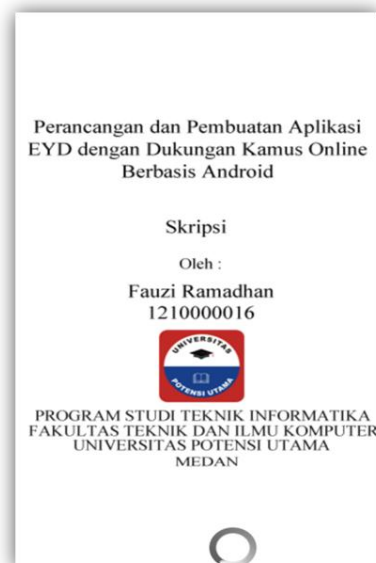 Perancangan dan Pembuatan Aplikasi
EYD dengan Dukungan Kamus Online
Berbasis Android
Skripsi
Oleh :
Fauzi Ramadhan
1210000016
UNIVERSITAS
POTENSI UTAMA
PROGRAM STUDI TEKNIK INFORMATIKA
FAKULTAS TEKNIK DAN ILMU KOMPUTER
UNIVERSITAS POTENSI UTAMA
MEDAN